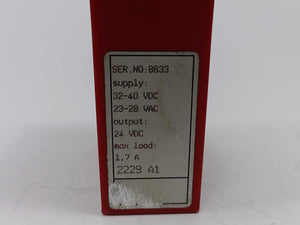 SER.NO:8833
supply:
32-40 VDC
23-28 VAC
output:
24 VDC
max load:
1,7 A
2229 A1